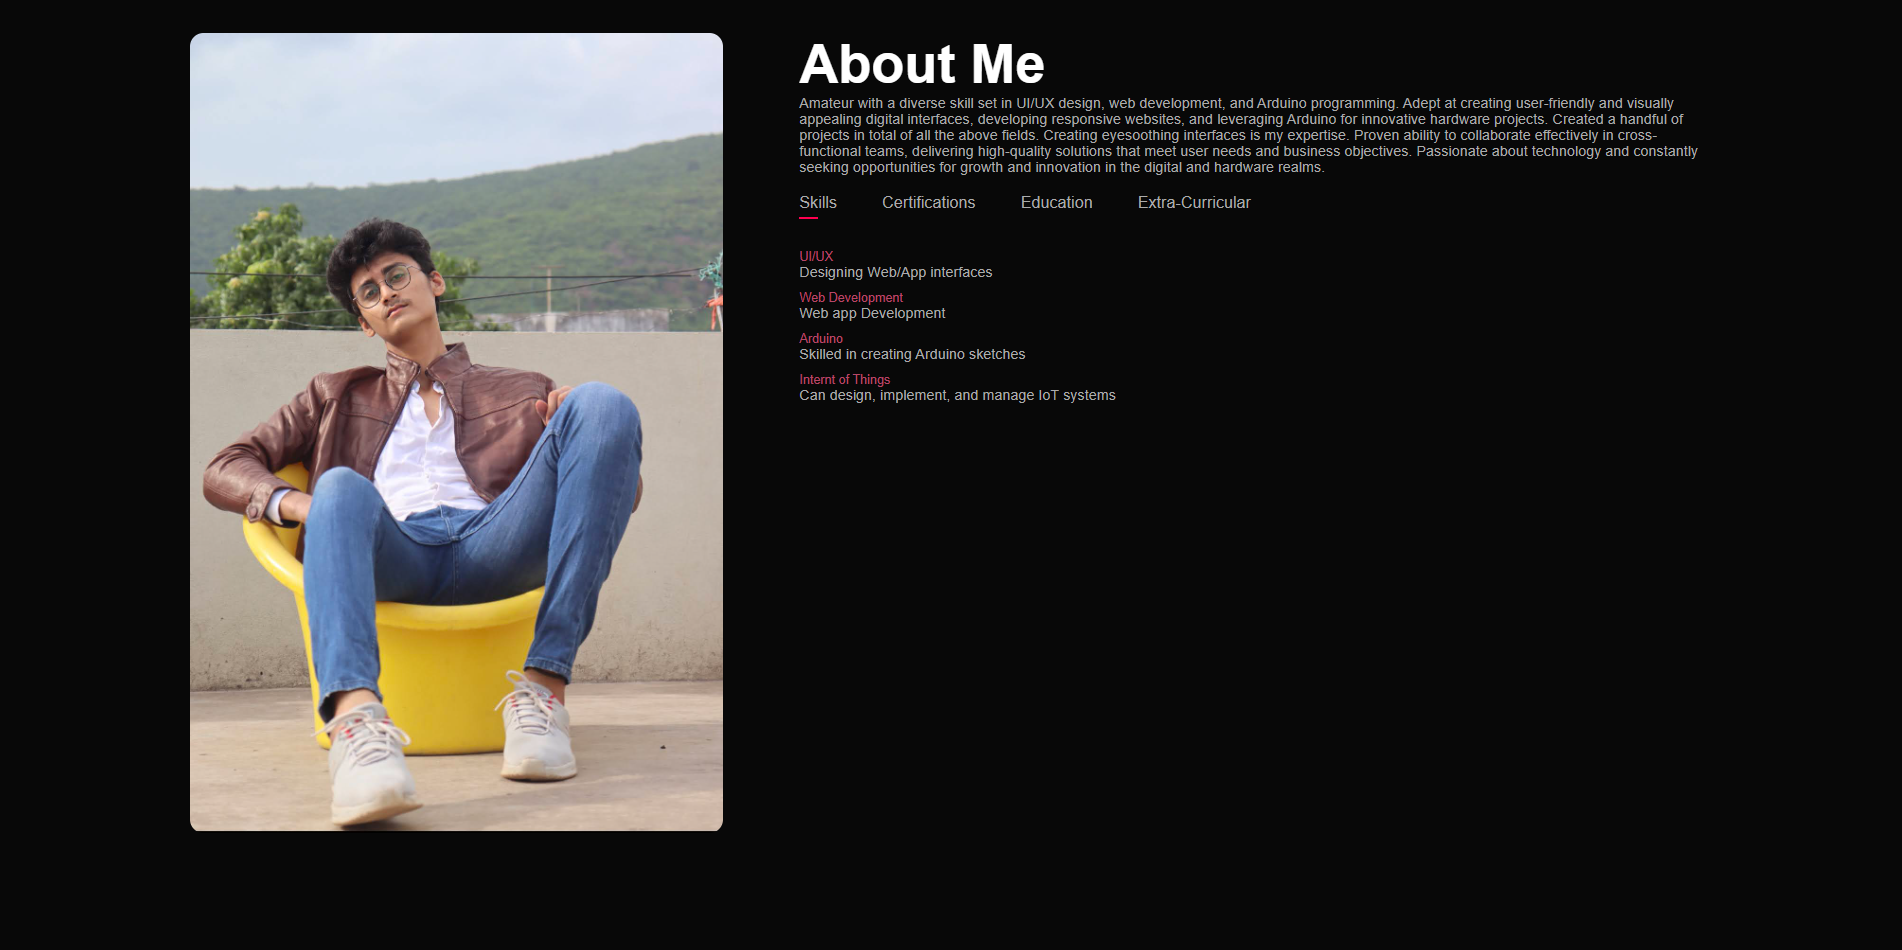 About Me
Amateur with a diverse skill set in UI/UX design, web development, and Arduino programming. Adept at creating user-friendly and visually
appealing digital interfaces, developing responsive websites, and leveraging Arduino for innovative hardware projects. Created a handful of
projects in total of all the above fields. Creating eyesoothing interfaces is my expertise. Proven ability to collaborate effectively in cross-
functional teams, delivering high-quality solutions that meet user needs and business objectives. Passionate about technology and constantly
seeking opportunities for growth and innovation in the digital and hardware realms.
Skills Certifications Education Extra-Curricular
UI/UX
Designing Web/App interfaces
Web Development
Web app Development
Arduino
Skilled in creating Arduino sketches
Internt of Things
Can design, implement, and manage IoT systems